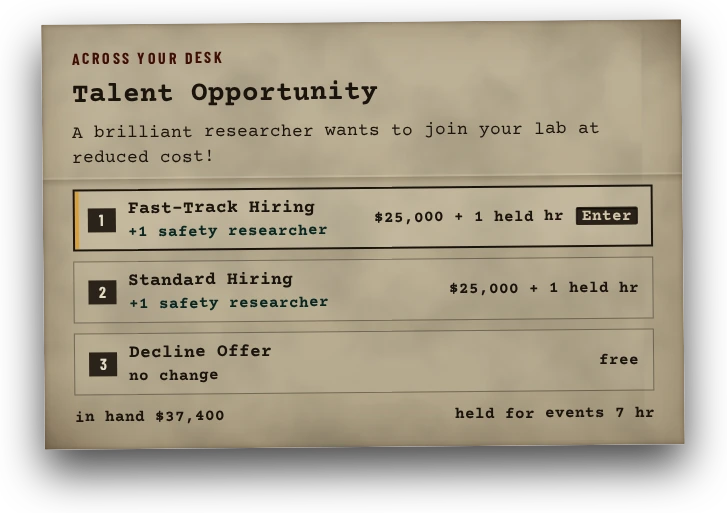 ACROSS YOUR DESK
Talent Opportunity
A brilliant researcher wants to join your lab at
reduced cost!
1 Fast-Track Hiring $25,000 + 1 held hr Enter
+1 safety researcher
2 Standard Hiring $25,000 + 1 held hr
+1 safety researcher
3 Decline Offer free
no change
in hand $37,400 held for events 7 hr